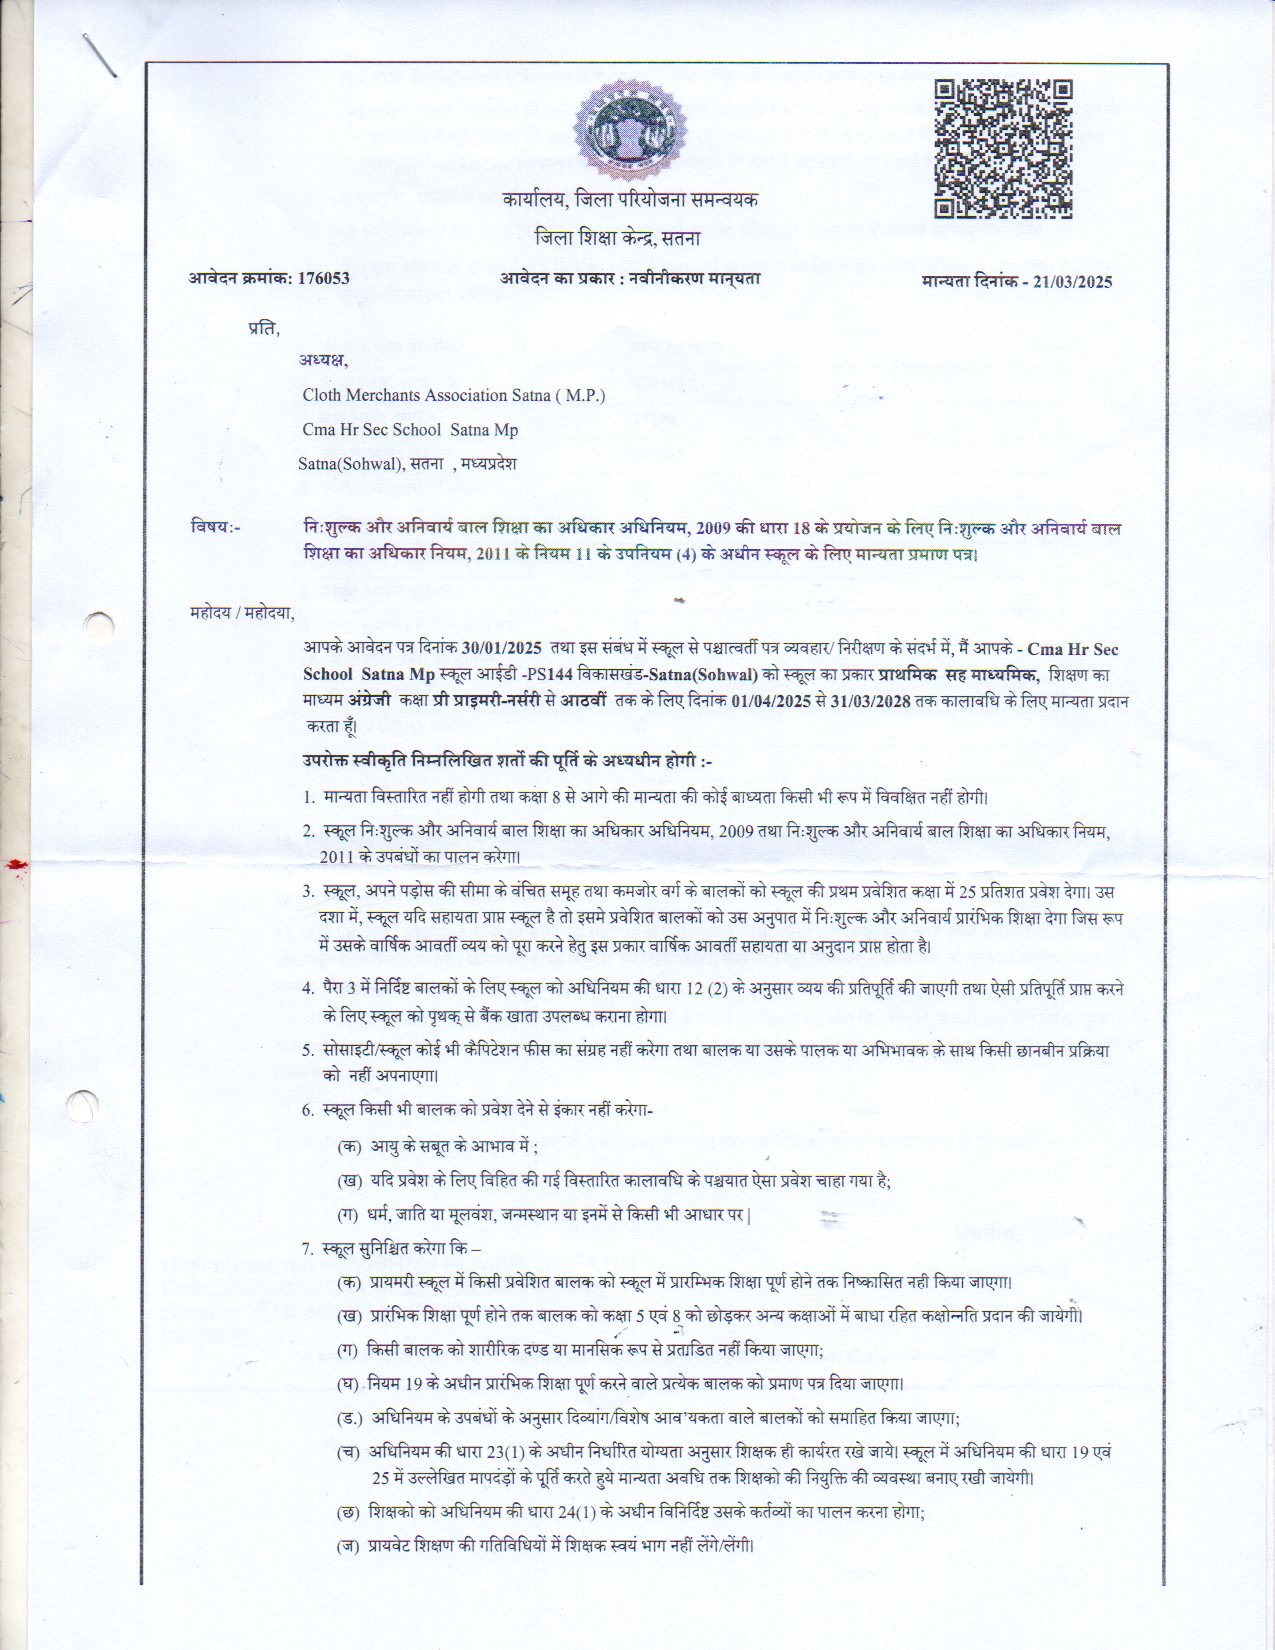 कार्यालय, जिला परियोजना समन्वयक
जिला शिक्षा केन्द्र, सतना
आवेदन क्रमांक: 176053 आवेदन का प्रकार : नवीनीकरण मान्यता मान्यता दिनांक - 21/03/2025
प्रति,
अध्यक्ष,
Cloth Merchants Association Satna ( M.P.)
Cma Hr Sec School Satna Mp
Satna(Sohwal), सतना , मध्यप्रदेश
विषय:- नि:शुल्क और अनिवार्य बाल शिक्षा का अधिकार अधिनियम, 2009 की धारा 18 के प्रयोजन के लिए नि:शुल्क और अनिवार्य बाल
शिक्षा का अधिकार नियम, 2011 के नियम 11 के उपनियम (4) के अधीन स्कूल के लिए मान्यता प्रमाण पत्र।
महोदय / महोदया,
आपके आवेदन पत्र दिनांक 30/01/2025 तथा इस संबंध में स्कूल से पश्चात्वर्ती पत्र व्यवहार/ निरीक्षण के संदर्भ में, मैं आपके - Cma Hr Sec
School Satna Mp स्कूल आईडी -PS144 विकासखंड-Satna(Sohwal) को स्कूल का प्रकार प्राथमिक सह माध्यमिक, शिक्षण का
माध्यम अंग्रेजी कक्षा प्री प्राइमरी-नर्सरी से आठवीं तक के लिए दिनांक 01/04/2025 से 31/03/2028 तक कालावधि के लिए मान्यता प्रदान
करता हूँ।
उपरोक्त स्वीकृति निम्नलिखित शर्तो की पूर्ति के अध्यधीन होगी :-
1. मान्यता विस्तारित नहीं होगी तथा कक्षा 8 से आगे की मान्यता की कोई बाध्यता किसी भी रूप में विवक्षित नहीं होगी।
2. स्कूल नि:शुल्क और अनिवार्य बाल शिक्षा का अधिकार अधिनियम, 2009 तथा नि:शुल्क और अनिवार्य बाल शिक्षा का अधिकार नियम,
2011 के उपबंधों का पालन करेगा।
3. स्कूल, अपने पड़ोस की सीमा के वंचित समूह तथा कमजोर वर्ग के बालकों को स्कूल की प्रथम प्रवेशित कक्षा में 25 प्रतिशत प्रवेश देगा। उस
दशा में, स्कूल यदि सहायता प्राप्त स्कूल है तो इसमे प्रवेशित बालकों को उस अनुपात में नि:शुल्क और अनिवार्य प्रारंभिक शिक्षा देगा जिस रूप
में उसके वार्षिक आवर्ती व्यय को पूरा करने हेतु इस प्रकार वार्षिक आवर्ती सहायता या अनुदान प्राप्त होता है।
4. पैरा 3 में निर्दिष्ट बालकों के लिए स्कूल को अधिनियम की धारा 12 (2) के अनुसार व्यय की प्रतिपूर्ति की जाएगी तथा ऐसी प्रतिपूर्ति प्राप्त करने
के लिए स्कूल को पृथक् से बैंक खाता उपलब्ध कराना होगा।
5. सोसाइटी/स्कूल कोई भी कैपिटेशन फीस का संग्रह नहीं करेगा तथा बालक या उसके पालक या अभिभावक के साथ किसी छानबीन प्रक्रिया
को नहीं अपनाएगा।
6. स्कूल किसी भी बालक को प्रवेश देने से इंकार नहीं करेगा-
(क) आयु के सबूत के आभाव में ;
(ख) यदि प्रवेश के लिए विहित की गई विस्तारित कालावधि के पश्चयात ऐसा प्रवेश चाहा गया है;
(ग) धर्म, जाति या मूलवंश, जन्मस्थान या इनमें से किसी भी आधार पर |
7. स्कूल सुनिश्चित करेगा कि –
(क) प्रायमरी स्कूल में किसी प्रवेशित बालक को स्कूल में प्रारम्भिक शिक्षा पूर्ण होने तक निष्कासित नही किया जाएगा।
(ख) प्रारंभिक शिक्षा पूर्ण होने तक बालक को कक्षा 5 एवं 8 को छोड़कर अन्य कक्षाओं में बाधा रहित कक्षोन्नति प्रदान की जायेगी।
(ग) किसी बालक को शारीरिक दण्ड या मानसिक रूप से प्रताडित नहीं किया जाएगा;
(घ) नियम 19 के अधीन प्रारंभिक शिक्षा पूर्ण करने वाले प्रत्येक बालक को प्रमाण पत्र दिया जाएगा।
(ड.) अधिनियम के उपबंधों के अनुसार दिव्यांग/विशेष आव'यकता वाले बालकों को समाहित किया जाएगा;
(च) अधिनियम की धारा 23(1) के अधीन निर्धारित योग्यता अनुसार शिक्षक ही कार्यरत रखे जाये। स्कूल में अधिनियम की धारा 19 एवं
25 में उल्लेखित मापदंड़ों के पूर्ति करते हुये मान्यता अवधि तक शिक्षको की नियुक्ति की व्यवस्था बनाए रखी जायेगी।
(छ) शिक्षको को अधिनियम की धारा 24(1) के अधीन विनिर्दिष्ट उसके कर्तव्यों का पालन करना होगा;
(ज) प्रायवेट शिक्षण की गतिविधियों में शिक्षक स्वयं भाग नहीं लेंगे/लेंगी।